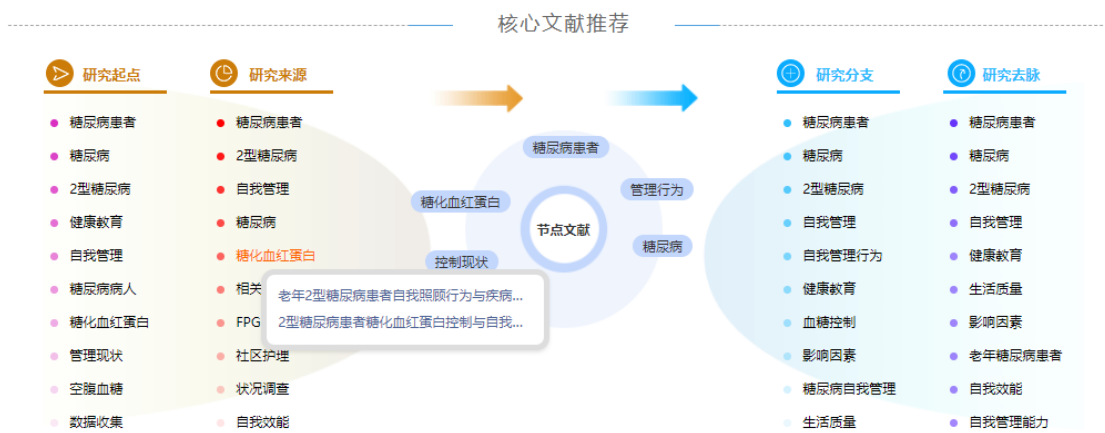 核心文献推荐
研究起点
糖尿病患者
糖尿病
2型糖尿病
健康教育
自我管理
糖尿病病人
糖化血红蛋白
管理现状
空腹血糖
数据收集
研究来源
糖尿病患者
2型糖尿病
自我管理
糖尿病
糖化血红蛋白
相关
FPG
社区护理
状况调查
自我效能
老年2型糖尿病患者自我照顾行为与疾病...
2型糖尿病患者糖化血红蛋白控制与自我...
糖尿病患者
糖化血红蛋白
管理行为
节点文献
糖尿病
控制现状
研究分支
糖尿病患者
糖尿病
2型糖尿病
自我管理
自我管理行为
健康教育
血糖控制
影响因素
糖尿病自我管理
生活质量
研究去脉
糖尿病患者
糖尿病
2型糖尿病
自我管理
健康教育
生活质量
影响因素
老年糖尿病患者
自我效能
自我管理能力